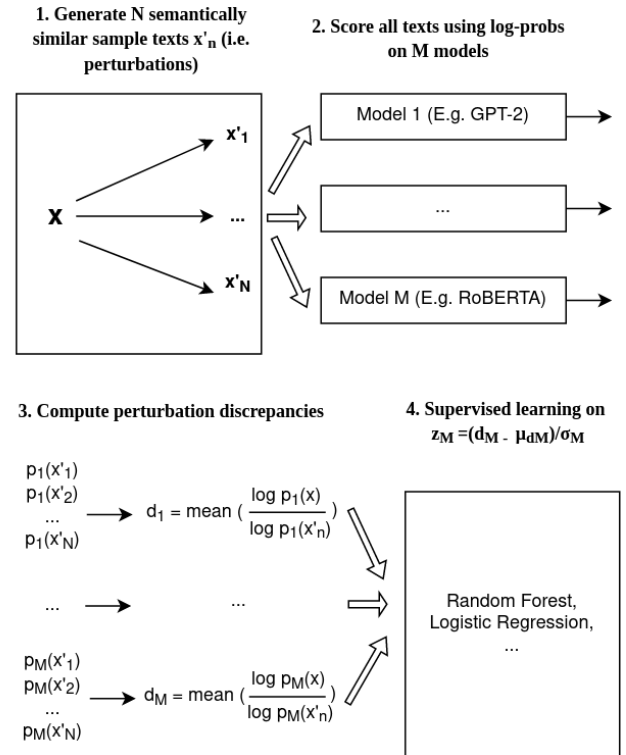 1. Generate N semantically
similar sample texts x'n (i.e.
perturbations)
2. Score all texts using log-probs
on M models
X
x'1
...
x'N
Model 1 (E.g. GPT-2)
...
Model M (E.g. RoBERTA)
3. Compute perturbation discrepancies
4. Supervised learning on
zM =(dM - μdM)/σM
p1(x'1)
p1(x'2)
...
p1(x'N)
d1 = mean ( log p1(x) / log p1(x'n) )
...
...
pM(x'1)
pM(x'2)
...
pM(x'N)
dM = mean ( log pM(x) / log pM(x'n) )
Random Forest,
Logistic Regression,
...